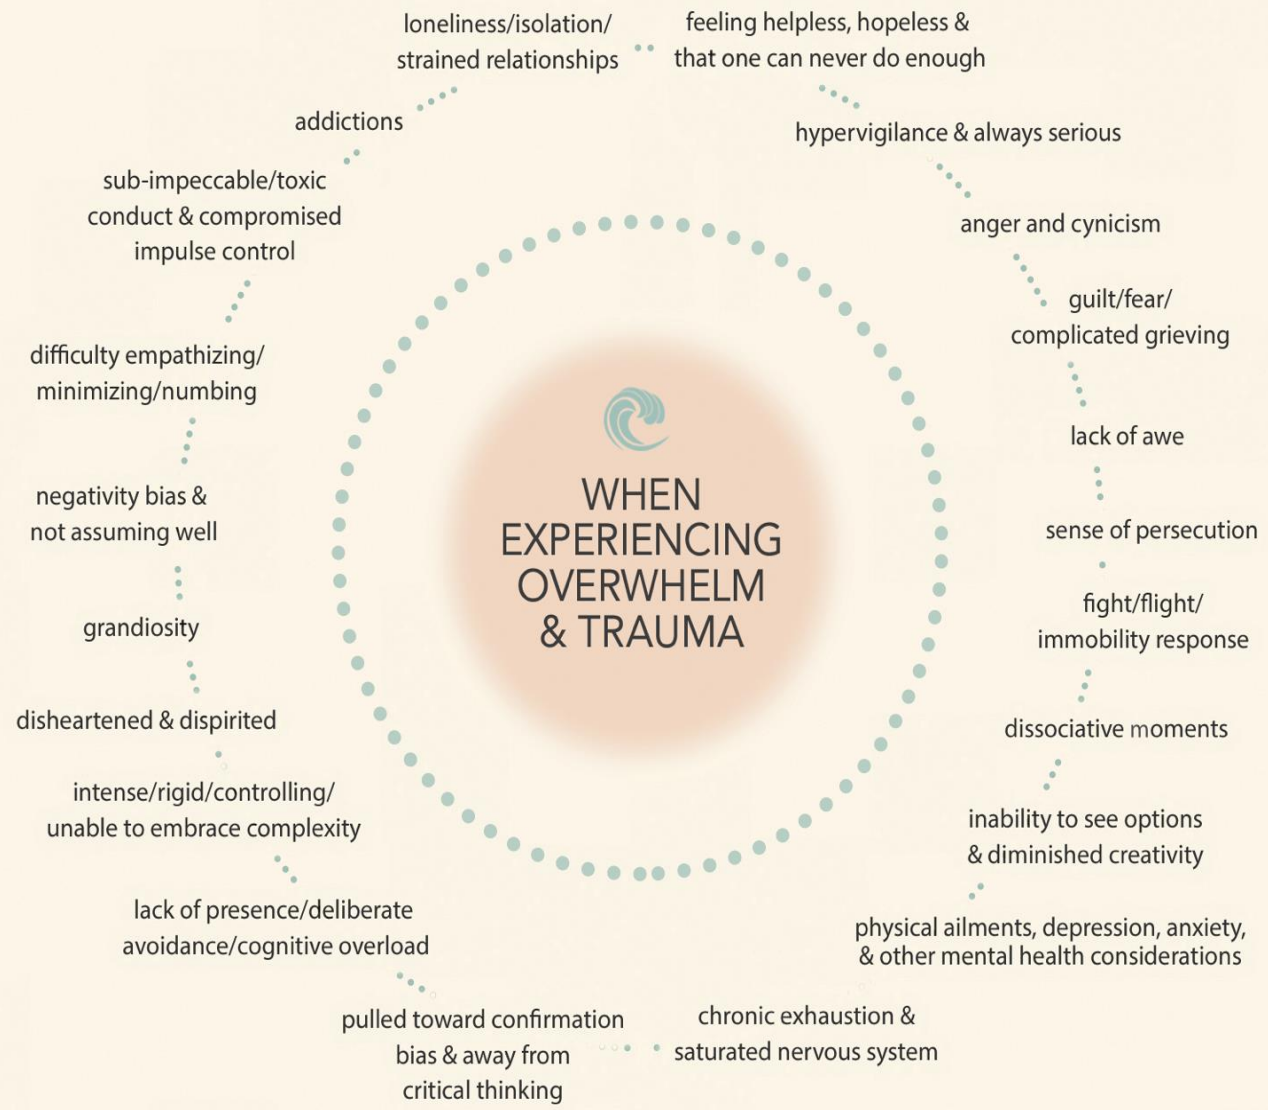 WHEN
EXPERIENCING
OVERWHELM
& TRAUMA
feeling helpless, hopeless &
that one can never do enough
hypervigilance & always serious
anger and cynicism
guilt/fear/
complicated grieving
lack of awe
sense of persecution
fight/flight/
immobility response
dissociative moments
inability to see options
& diminished creativity
physical ailments, depression, anxiety,
& other mental health considerations
chronic exhaustion &
saturated nervous system
pulled toward confirmation
bias & away from
critical thinking
lack of presence/deliberate
avoidance/cognitive overload
intense/rigid/controlling/
unable to embrace complexity
disheartened & dispirited
grandiosity
negativity bias &
not assuming well
difficulty empathizing/
minimizing/numbing
sub-impeccable/toxic
conduct & compromised
impulse control
addictions
loneliness/isolation/
strained relationships